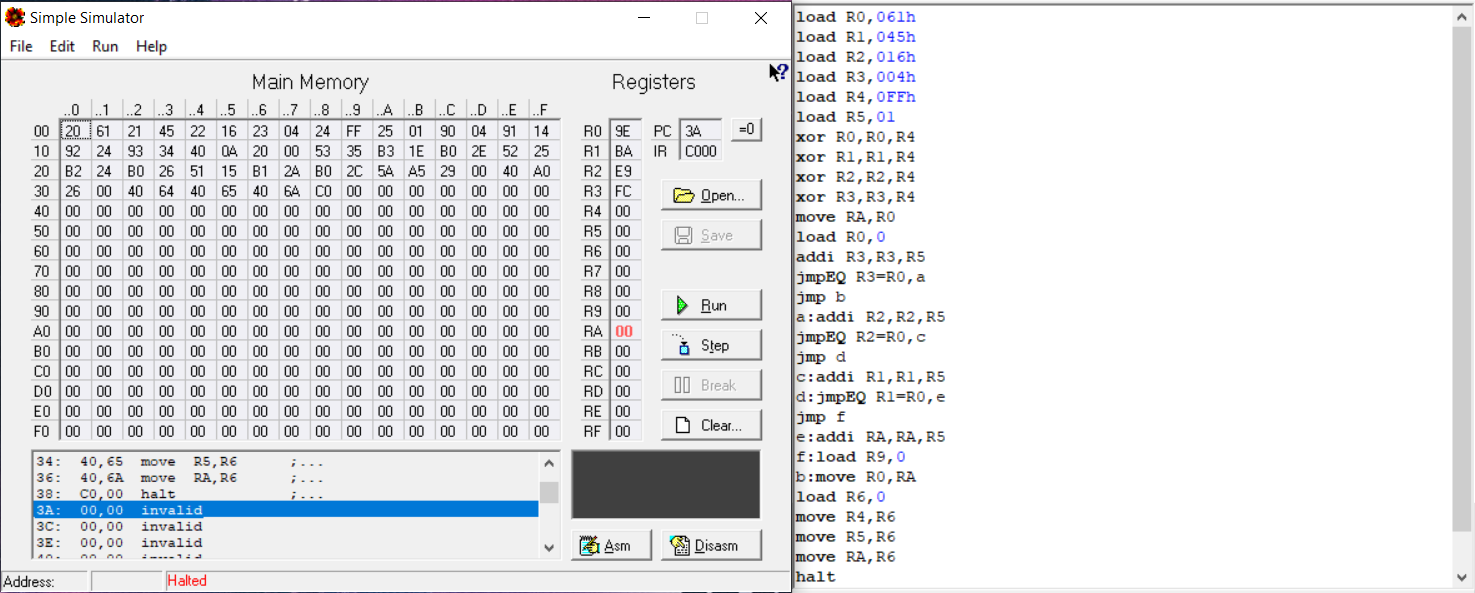 Simple Simulator
File Edit Run Help
Main Memory
Registers
..0 ..1 ..2 ..3 ..4 ..5 ..6 ..7 ..8 ..9 ..A ..B ..C ..D ..E ..F
00 20 61 21 45 22 16 23 04 24 FF 25 01 90 04 91 14
10 92 24 93 34 40 0A 20 00 53 35 B3 1E B0 2E 52 25
20 B2 24 B0 26 51 15 B1 2A B0 2C 5A A5 29 00 40 A0
30 26 00 40 64 40 65 40 6A C0 00 00 00 00 00 00 00
40 00 00 00 00 00 00 00 00 00 00 00 00 00 00 00 00
50 00 00 00 00 00 00 00 00 00 00 00 00 00 00 00 00
60 00 00 00 00 00 00 00 00 00 00 00 00 00 00 00 00
70 00 00 00 00 00 00 00 00 00 00 00 00 00 00 00 00
80 00 00 00 00 00 00 00 00 00 00 00 00 00 00 00 00
90 00 00 00 00 00 00 00 00 00 00 00 00 00 00 00 00
A0 00 00 00 00 00 00 00 00 00 00 00 00 00 00 00 00
B0 00 00 00 00 00 00 00 00 00 00 00 00 00 00 00 00
C0 00 00 00 00 00 00 00 00 00 00 00 00 00 00 00 00
D0 00 00 00 00 00 00 00 00 00 00 00 00 00 00 00 00
E0 00 00 00 00 00 00 00 00 00 00 00 00 00 00 00 00
F0 00 00 00 00 00 00 00 00 00 00 00 00 00 00 00 00
R0 9E
R1 BA
R2 E9
R3 FC
R4 00
R5 00
R6 00
R7 00
R8 00
R9 00
RA 00
RB 00
RC 00
RD 00
RE 00
RF 00
PC 3A
IR C000
=0
Open...
Save
Run
Step
Break
Clear...
34: 40,65 move R5,R6 ;...
36: 40,6A move RA,R6 ;...
38: C0,00 halt ;...
3A: 00,00 invalid
3C: 00,00 invalid
3E: 00,00 invalid
Asm
Disasm
Address:
Halted
load R0,061h
load R1,045h
load R2,016h
load R3,004h
load R4,0FFh
load R5,01
xor R0,R0,R4
xor R1,R1,R4
xor R2,R2,R4
xor R3,R3,R4
move RA,R0
load R0,0
addi R3,R3,R5
jmpEQ R3=R0,a
jmp b
a:addi R2,R2,R5
jmpEQ R2=R0,c
jmp d
c:addi R1,R1,R5
d:jmpEQ R1=R0,e
jmp f
e:addi RA,RA,R5
f:load R9,0
b:move R0,RA
load R6,0
move R4,R6
move R5,R6
move RA,R6
halt